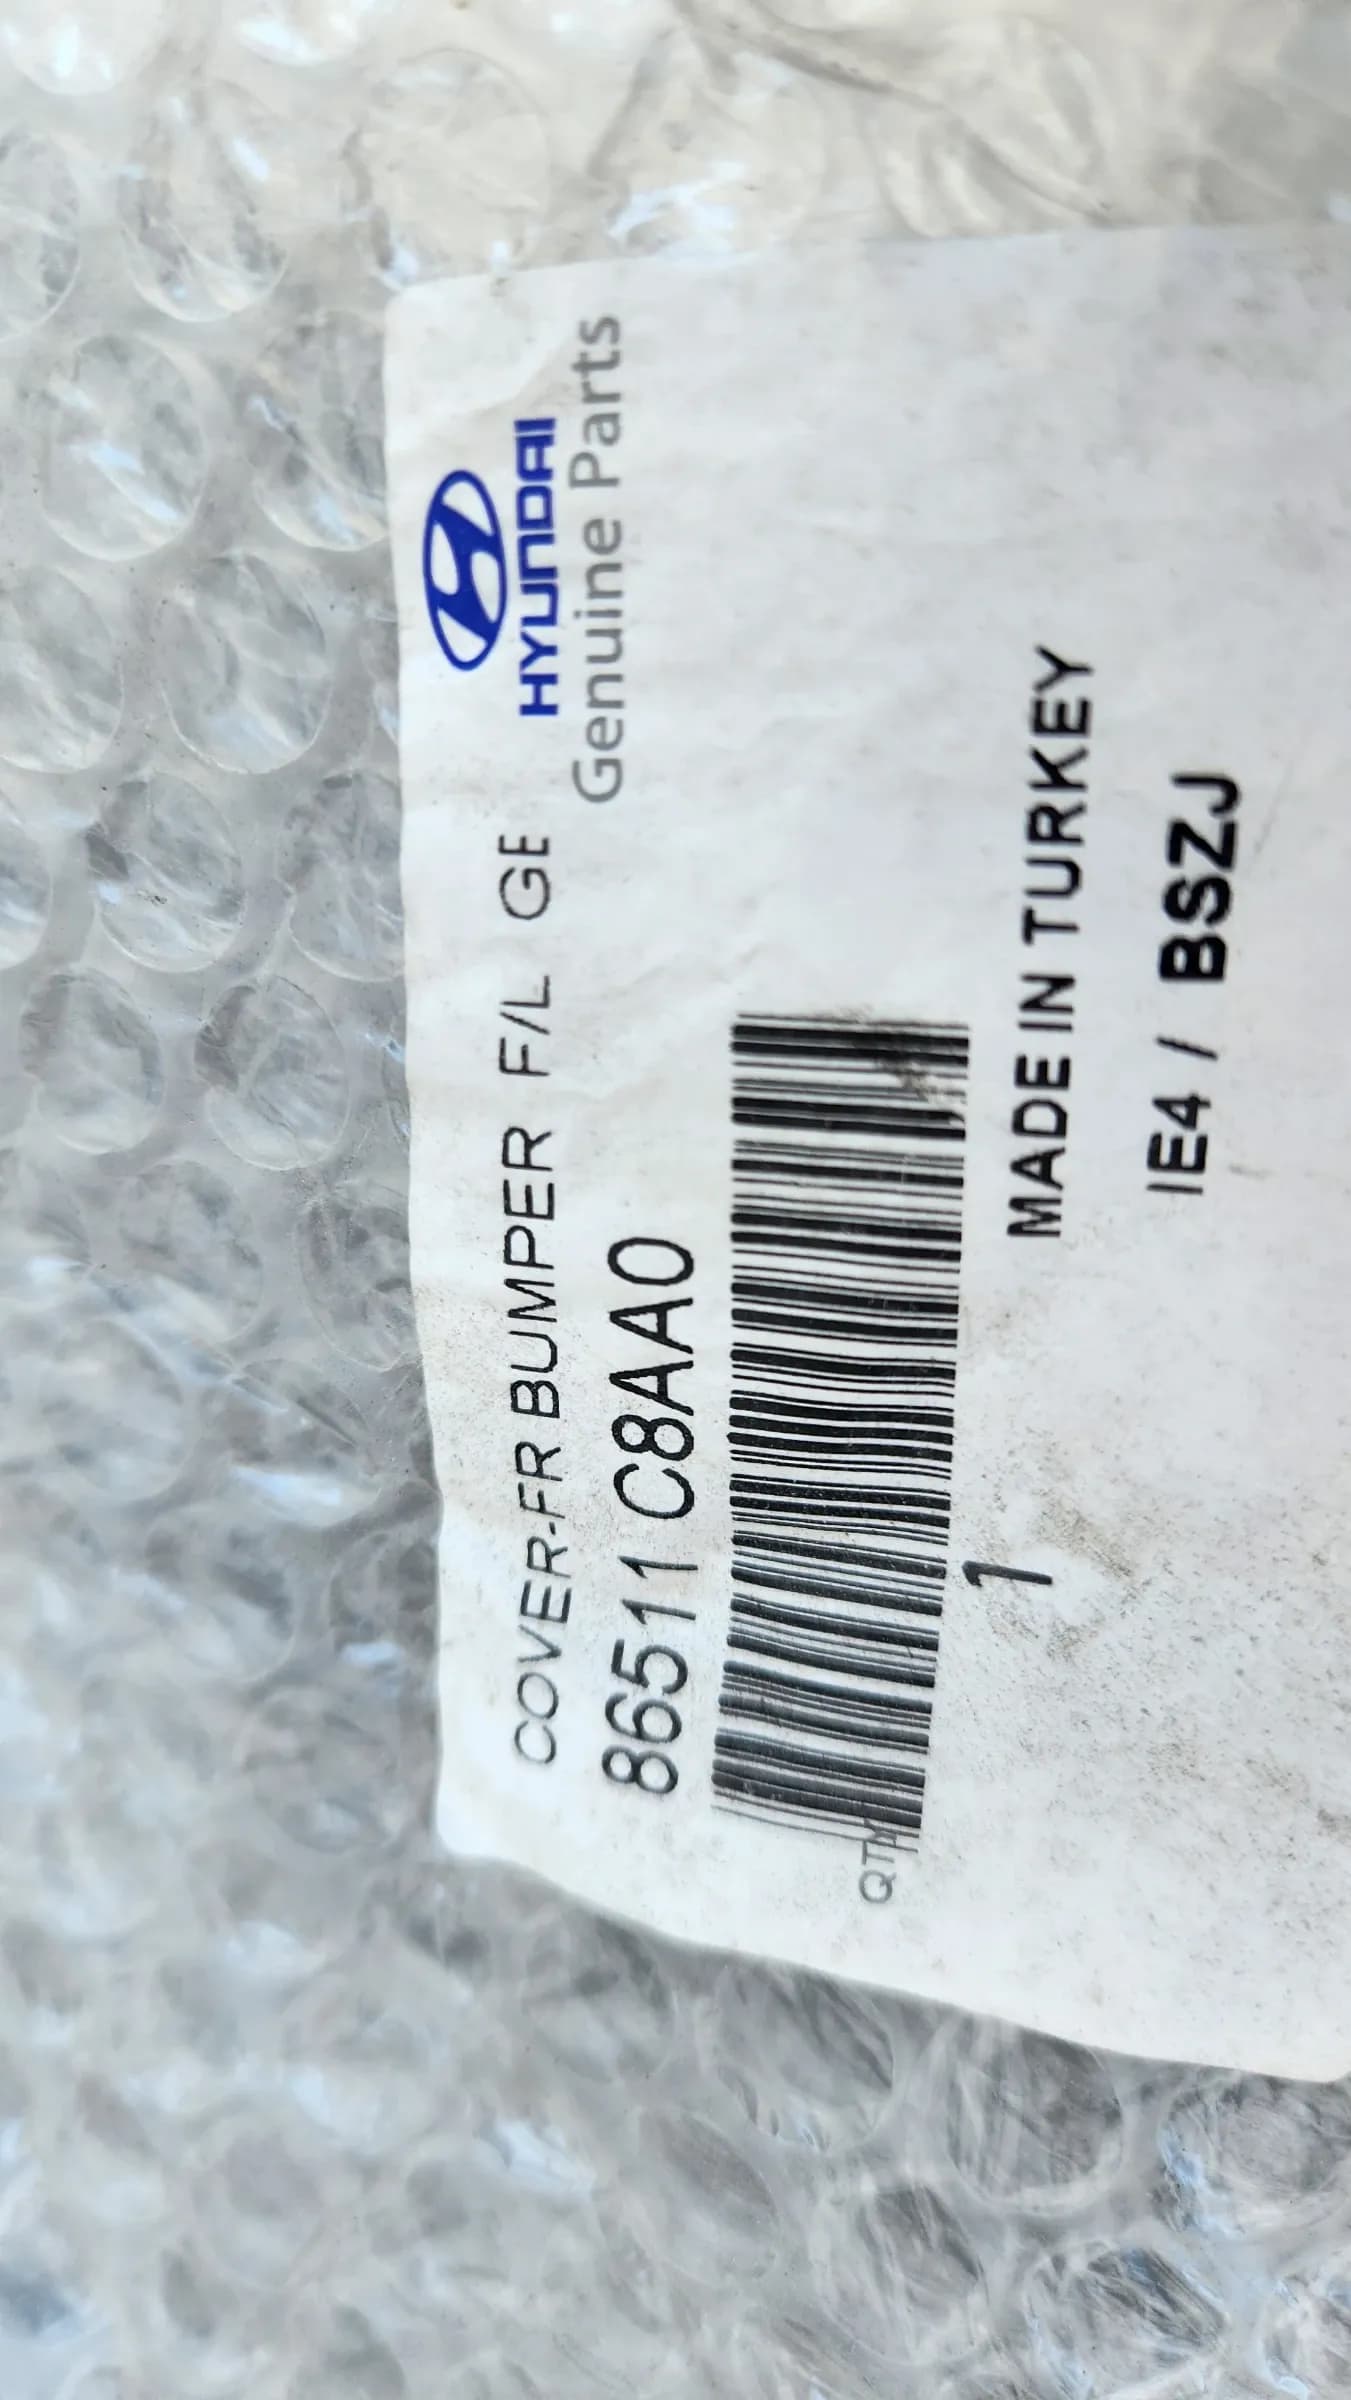 HYUNDAI
Genuine Parts
COVER-FR BUMPER F/L GE
86511 C8AA0
QTY
1
MADE IN TURKEY
IE4 / BSZJ